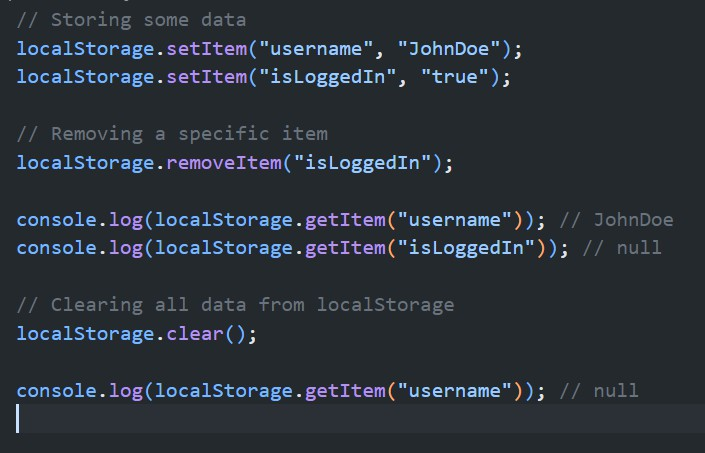 // Storing some data
localStorage.setItem("username", "JohnDoe");
localStorage.setItem("isLoggedIn", "true");
// Removing a specific item
localStorage.removeItem("isLoggedIn");
console.log(localStorage.getItem("username")); // JohnDoe
console.log(localStorage.getItem("isLoggedIn")); // null
// Clearing all data from localStorage
localStorage.clear();
console.log(localStorage.getItem("username")); // null